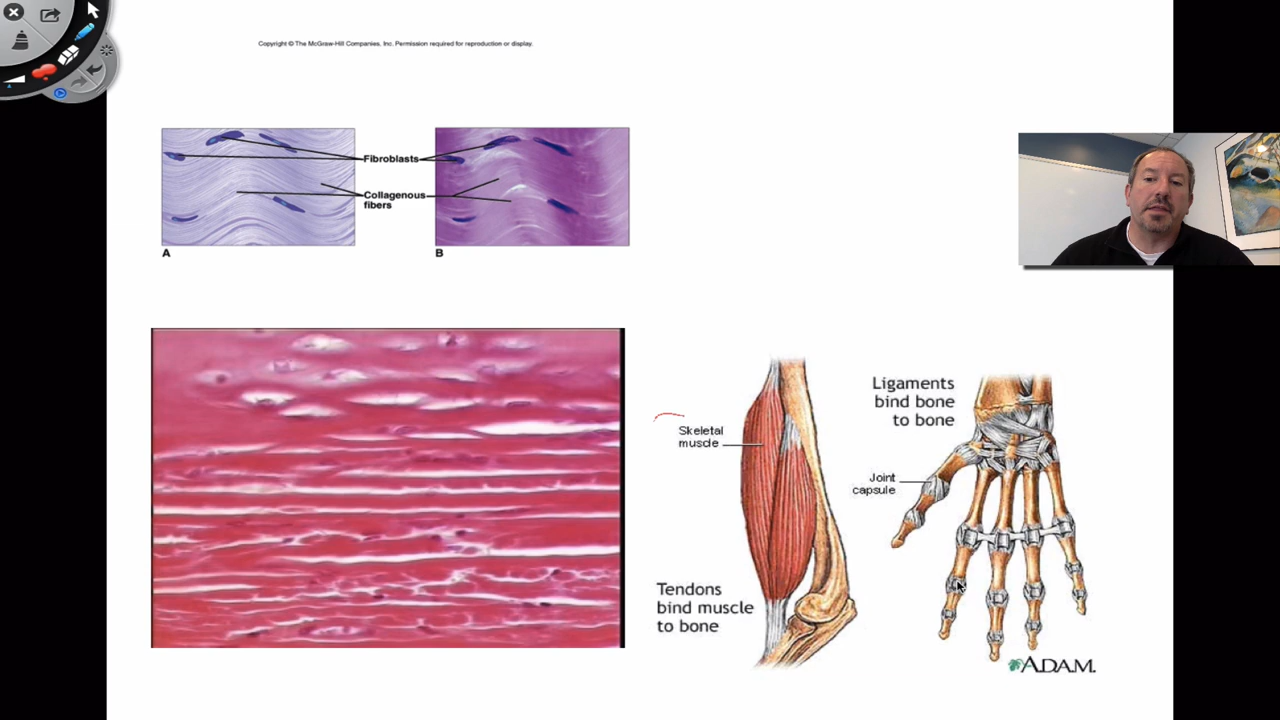 Copyright © The McGraw-Hill Companies, Inc. Permission required for reproduction or display.
Fibroblasts
Collagenous
fibers
A
B
Skeletal
muscle
Tendons
bind muscle
to bone
Ligaments
bind bone
to bone
Joint
capsule
A.D.A.M.